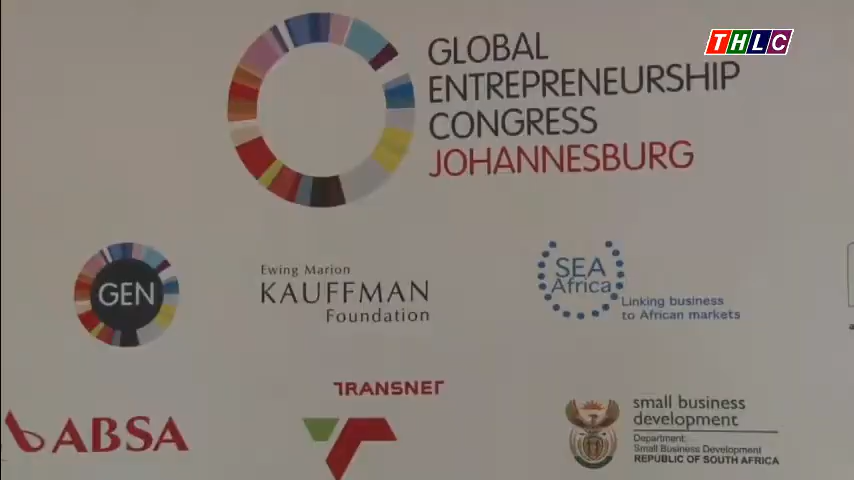 THLC
GLOBAL
ENTREPRENEURSHIP
CONGRESS
JOHANNESBURG
GEN
Ewing Marion
KAUFFMAN
Foundation
SEA
Africa
Linking business
to African markets
ABSA
TRANSNET
small business
development
Department:
Small Business Development
REPUBLIC OF SOUTH AFRICA